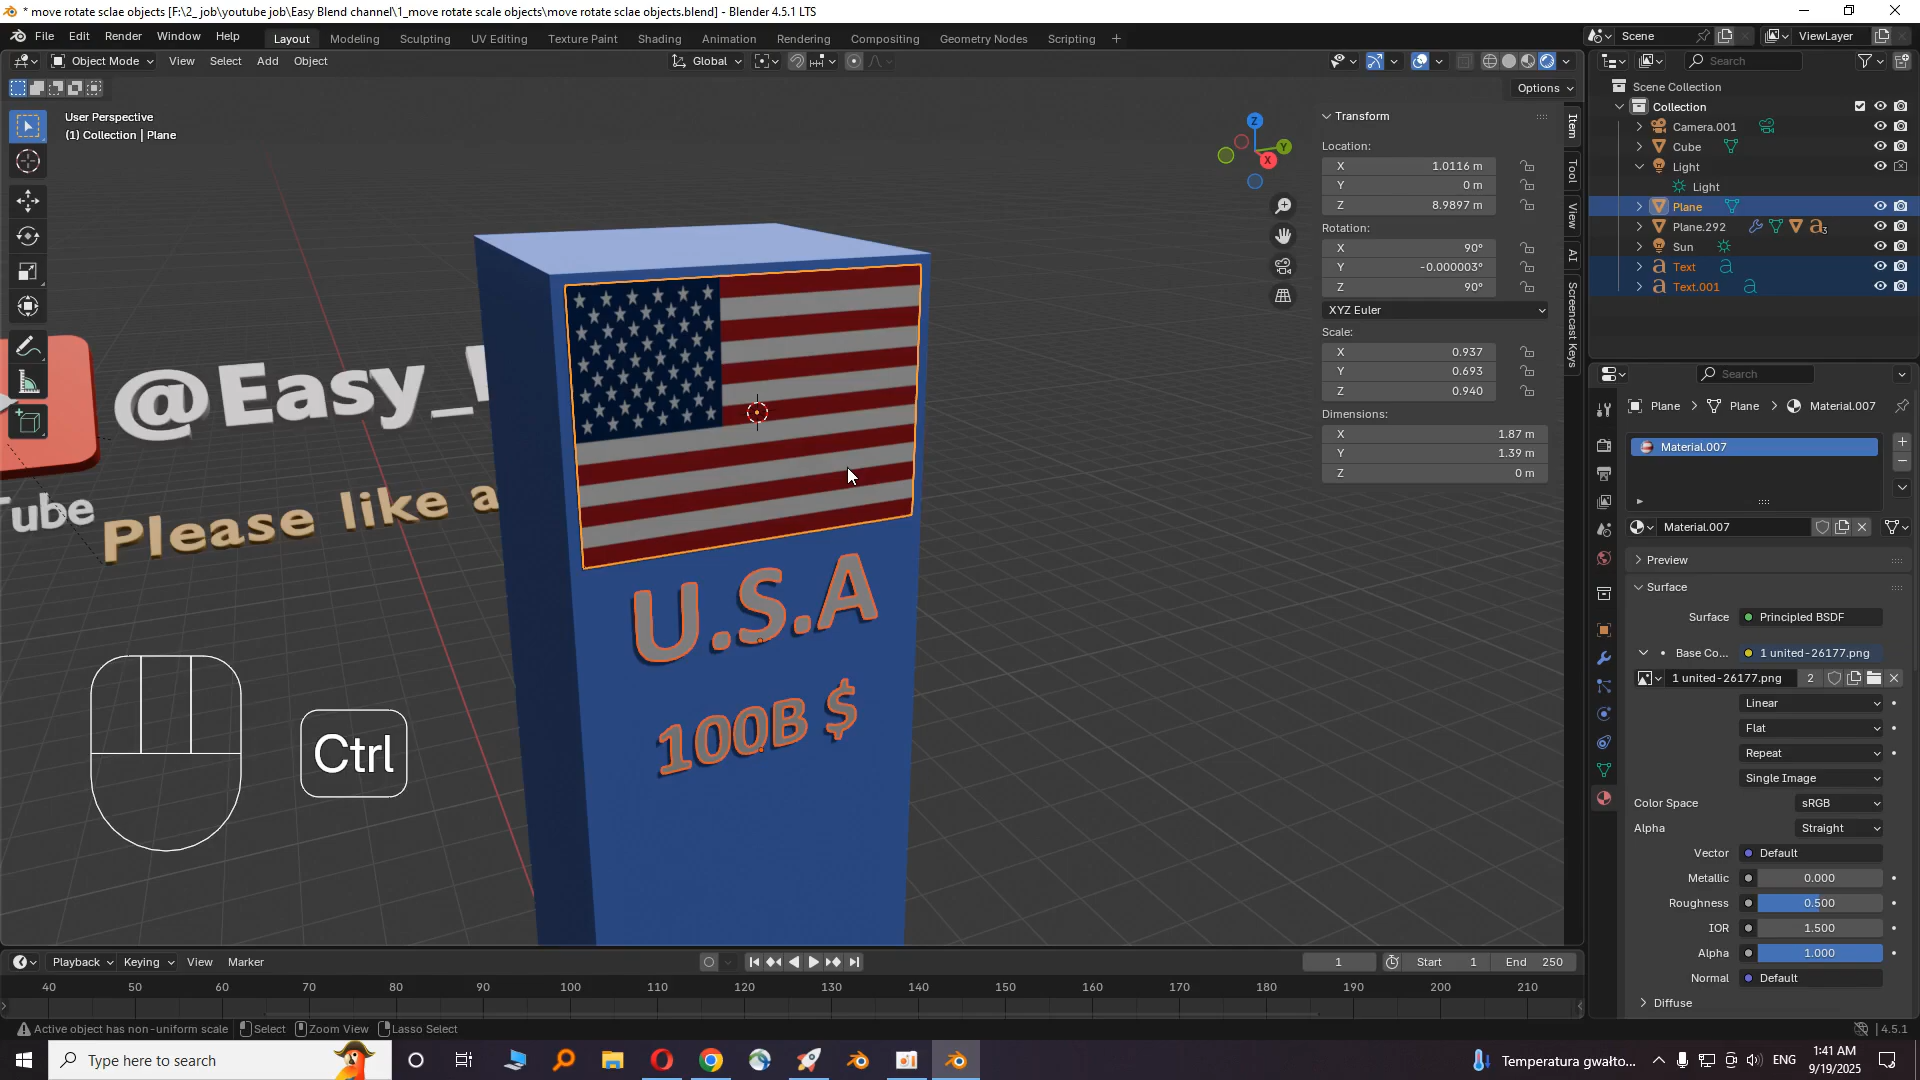 * move rotate sclae objects [F:\2_ job\youtube job\Easy Blend channel\1_move rotate scale objects\move rotate sclae objects.blend] - Blender 4.5.1 LTS
File Edit Render Window Help
Layout Modeling Sculpting UV Editing Texture Paint Shading Animation Rendering Compositing Geometry Nodes Scripting +
Scene
ViewLayer
Object Mode View Select Add Object
Global
Options
Search
User Perspective
(1) Collection | Plane
Z
Y
X
Transform
Location:
X 1.0116 m
Y 0 m
Z 8.9897 m
Rotation:
X 90°
Y -0.000003°
Z 90°
XYZ Euler
Scale:
X 0.937
Y 0.693
Z 0.940
Dimensions:
X 1.87 m
Y 1.39 m
Z 0 m
Item
Tool
View
AI
Screencast Keys
Scene Collection
Collection
Camera.001
Cube
Light
Light
Plane
Plane.292
3
Sun
Text
Text.001
Search
Plane > Plane > Material.007
Material.007
Material.007
Preview
Surface
Surface Principled BSDF
Base Co... 1 united-26177.png
1 united-26177.png 2
Linear
Flat
Repeat
Single Image
Color Space sRGB
Alpha Straight
Vector Default
Metallic 0.000
Roughness 0.500
IOR 1.500
Alpha 1.000
Normal Default
Diffuse
@Easy_
Tube
Please like a
U.S.A
100B $
Ctrl
Playback Keying View Marker
1
Start 1 End 250
40 50 60 70 80 90 100 110 120 130 140 150 160 170 180 190 200 210
Active object has non-uniform scale Select Zoom View Lasso Select
4.5.1
Type here to search
Temperatura gwałto...
ENG
1:41 AM
9/19/2025